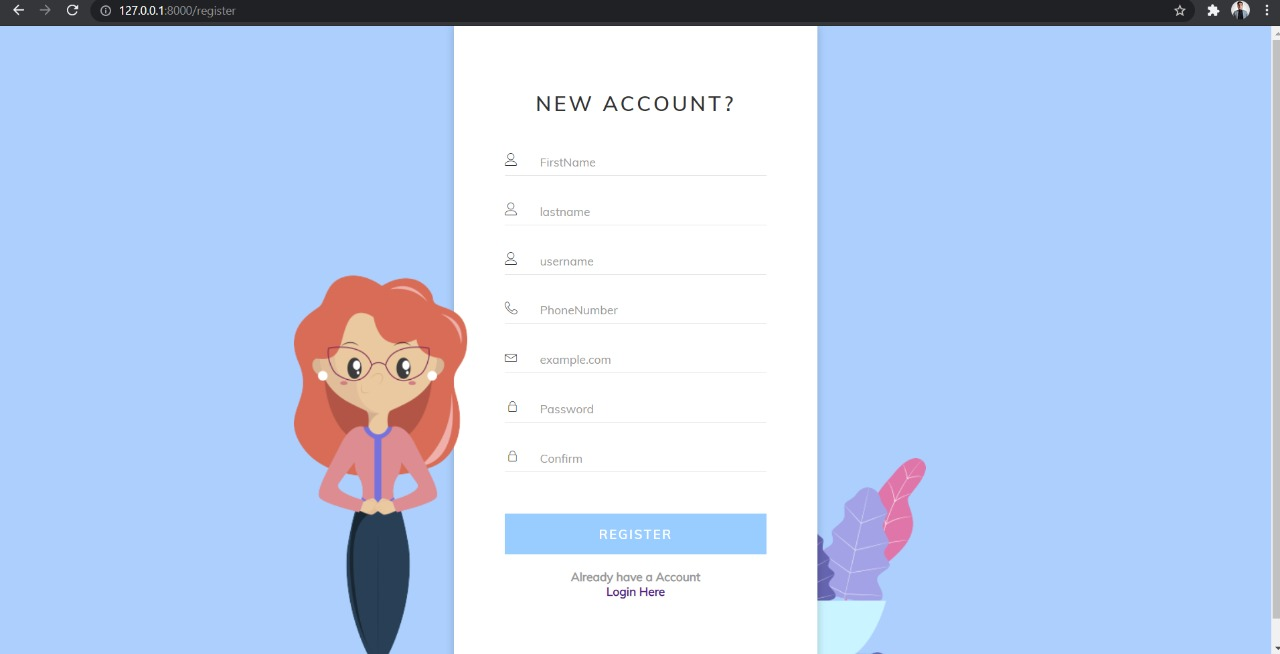 127.0.0.1:8000/register
NEW ACCOUNT?
FirstName
lastname
username
PhoneNumber
example.com
Password
Confirm
REGISTER
Already have a Account
Login Here